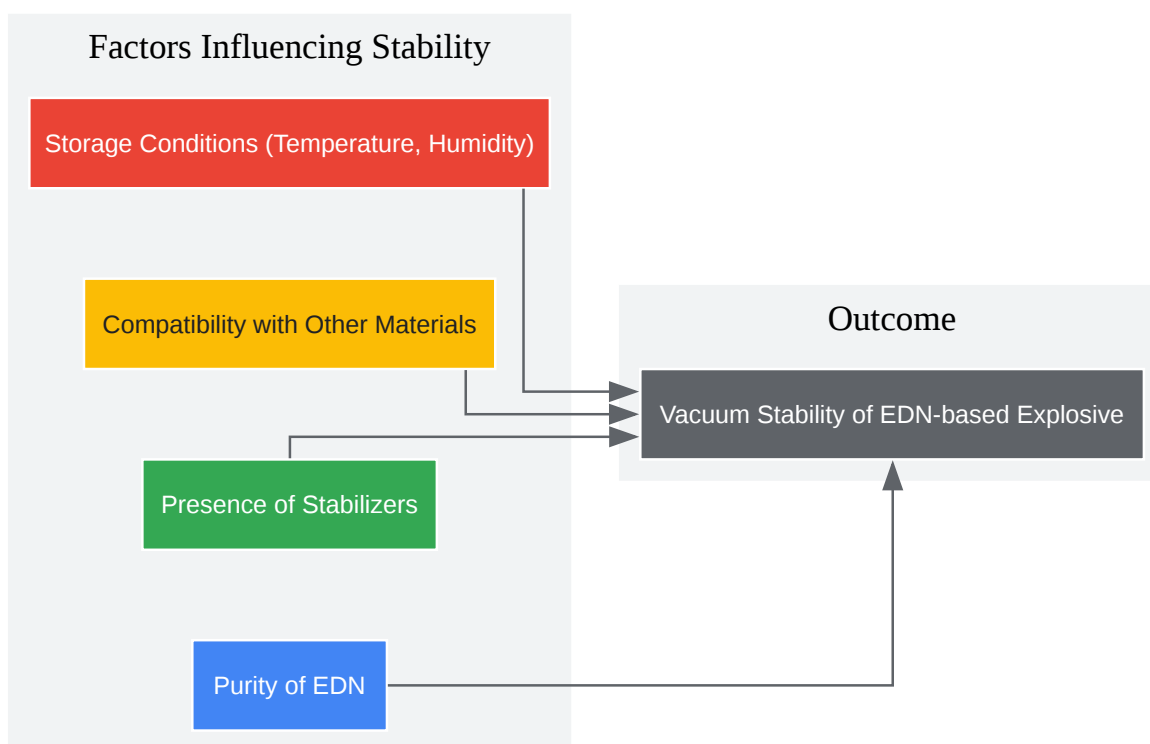 Factors Influencing Stability
Storage Conditions (Temperature, Humidity)
Compatibility with Other Materials
Presence of Stabilizers
Purity of EDN
Outcome
Vacuum Stability of EDN-based Explosive